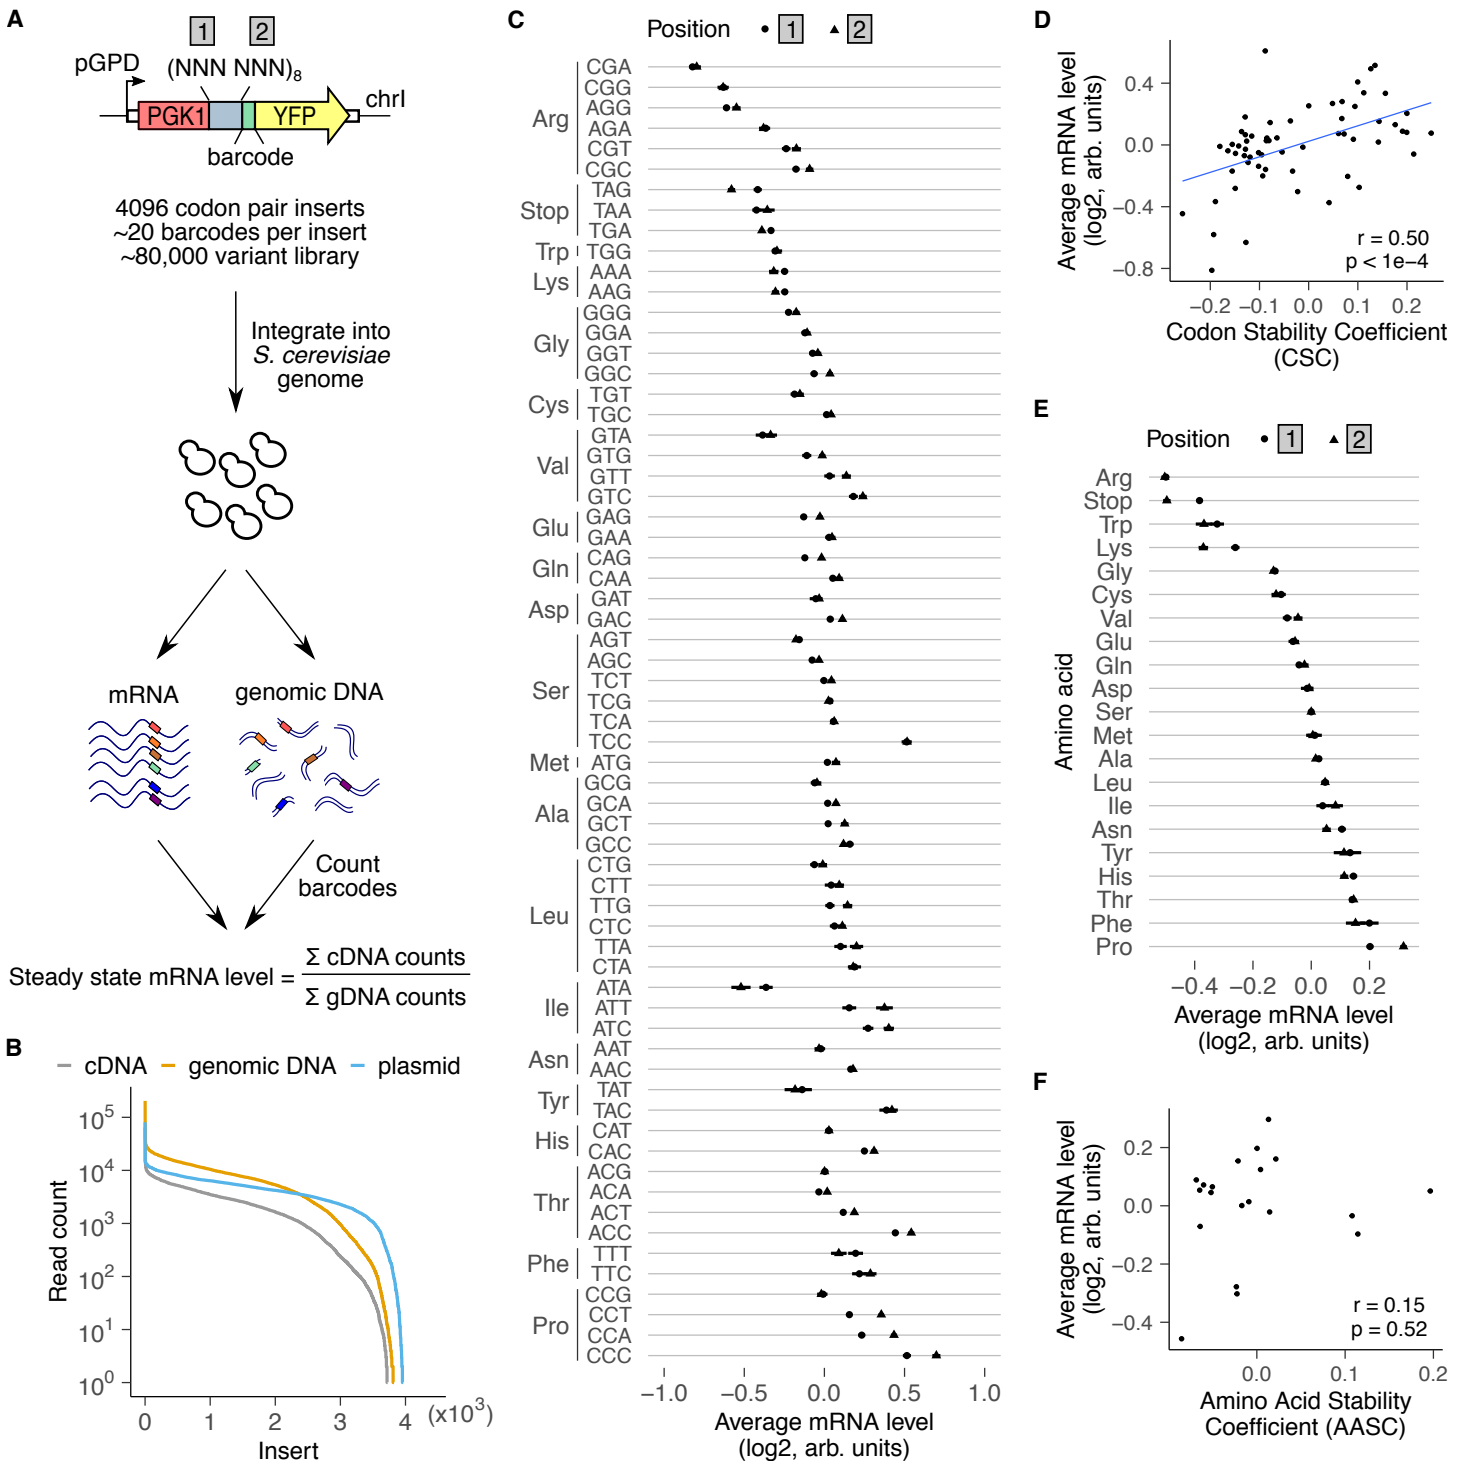 A
1 2
pGPD (NNN NNN)8
PGK1 YFP chrI
barcode
4096 codon pair inserts
~20 barcodes per insert
~80,000 variant library
Integrate into
S. cerevisiae
genome
mRNA genomic DNA
Count
barcodes
Steady state mRNA level = Σ cDNA counts
Σ gDNA counts
B
cDNA genomic DNA plasmid
Read count
10^5
10^4
10^3
10^2
10^1
10^0
0 1 2 3 4 (x10^3)
Insert
C
Position 1 2
Arg
CGA
CGG
AGG
AGA
CGT
CGC
Stop
TAG
TAA
TGA
Trp TGG
Lys
AAA
AAG
Gly
GGG
GGA
GGT
GGC
Cys
TGT
TGC
Val
GTA
GTG
GTT
GTC
Glu
GAG
GAA
Gln
CAG
CAA
Asp
GAT
GAC
Ser
AGT
AGC
TCT
TCG
TCA
TCC
Met ATG
Ala
GCG
GCA
GCT
GCC
Leu
CTG
CTT
TTG
CTC
TTA
CTA
Ile
ATA
ATT
ATC
Asn
AAT
AAC
Tyr
TAT
TAC
His
CAT
CAC
Thr
ACG
ACA
ACT
ACC
Phe
TTT
TTC
Pro
CCG
CCT
CCA
CCC
−1.0 −0.5 0.0 0.5 1.0
Average mRNA level
(log2, arb. units)
D
Average mRNA level
(log2, arb. units)
0.4
0.0
−0.4
−0.8
r = 0.50
p < 1e−4
−0.2 −0.1 0.0 0.1 0.2
Codon Stability Coefficient
(CSC)
E
Position 1 2
Amino acid
Arg
Stop
Trp
Lys
Gly
Cys
Val
Glu
Gln
Asp
Ser
Met
Ala
Leu
Ile
Asn
Tyr
His
Thr
Phe
Pro
−0.4 −0.2 0.0 0.2
Average mRNA level
(log2, arb. units)
F
Average mRNA level
(log2, arb. units)
0.2
0.0
−0.2
−0.4
r = 0.15
p = 0.52
0.0 0.1 0.2
Amino Acid Stability
Coefficient (AASC)